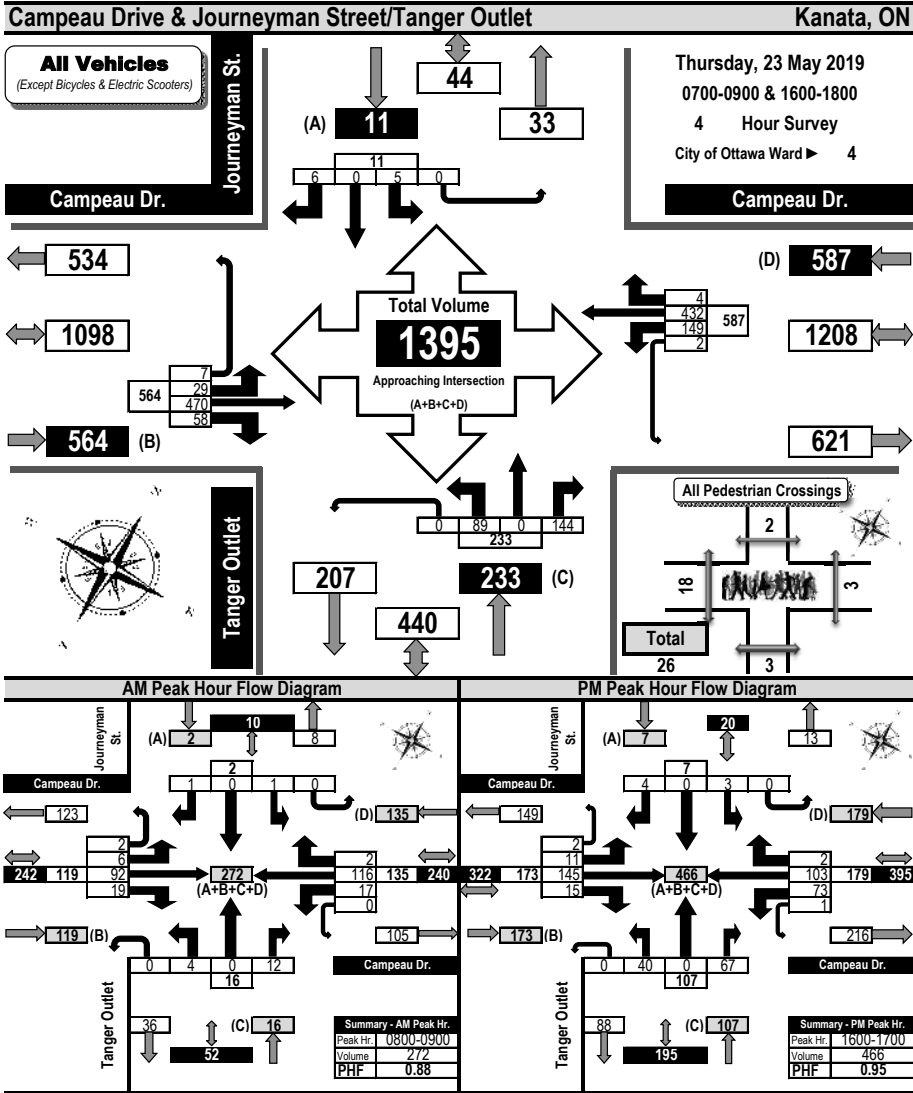 Campeau Drive & Journeyman Street/Tanger Outlet Kanata, ON
All Vehicles
(Except Bicycles & Electric Scooters)
Journeyman St.
Campeau Dr.
44
(A) 11 33
11
6 0 5 0
Thursday, 23 May 2019
0700-0900 & 1600-1800
4 Hour Survey
City of Ottawa Ward ► 4
Campeau Dr.
534
1098
564 (B)
564
7
29
470
58
Total Volume
1395
Approaching Intersection
(A+B+C+D)
4
432
149
2
587
(D) 587
1208
621
Tanger Outlet
0 89 0 144
233
207 233 (C)
440
All Pedestrian Crossings
2
18
3
3
Total
26
AM Peak Hour Flow Diagram
Journeyman St.
10
(A) 2 8
2
1 0 1 0
Campeau Dr.
123
(D) 135
2
6
242 119 92
19
272
(A+B+C+D)
2
116 135 240
17
0
119 (B)
105
0 4 0 12
16
Campeau Dr.
Tanger Outlet
36 (C) 16
52
Summary - AM Peak Hr.
Peak Hr. 0800-0900
Volume 272
PHF 0.88
PM Peak Hour Flow Diagram
Journeyman St.
20
(A) 7 13
7
4 0 3 0
Campeau Dr.
149
(D) 179
2
11
322 173 145
15
466
(A+B+C+D)
2
103 179 395
73
1
173 (B)
216
0 40 0 67
107
Campeau Dr.
Tanger Outlet
88 (C) 107
195
Summary - PM Peak Hr.
Peak Hr. 1600-1700
Volume 466
PHF 0.95